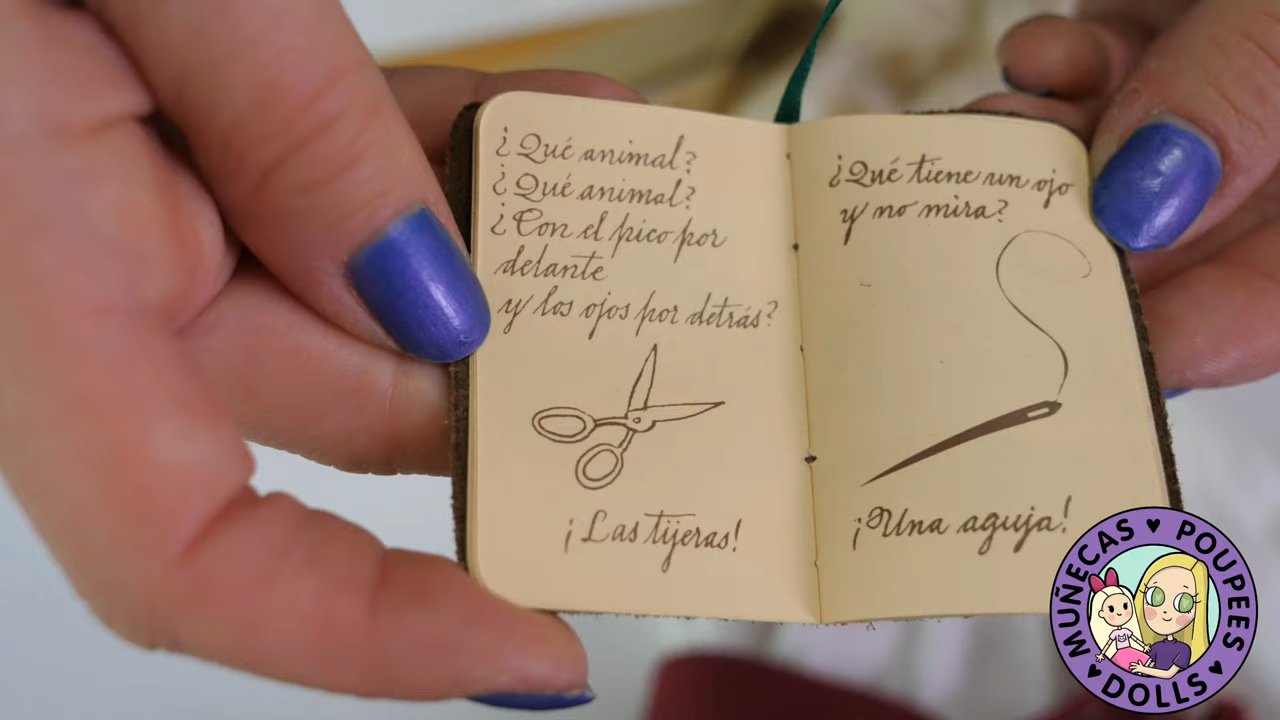 ¿Qué animal?
¿Qué animal?
¿Con el pico por
delante
y los ojos por detrás?
¡Las tijeras!
¿Qué tiene un ojo
y no mira?
¡Una aguja!
MUÑECAS ♥ POUPEES ♥ DOLLS ♥